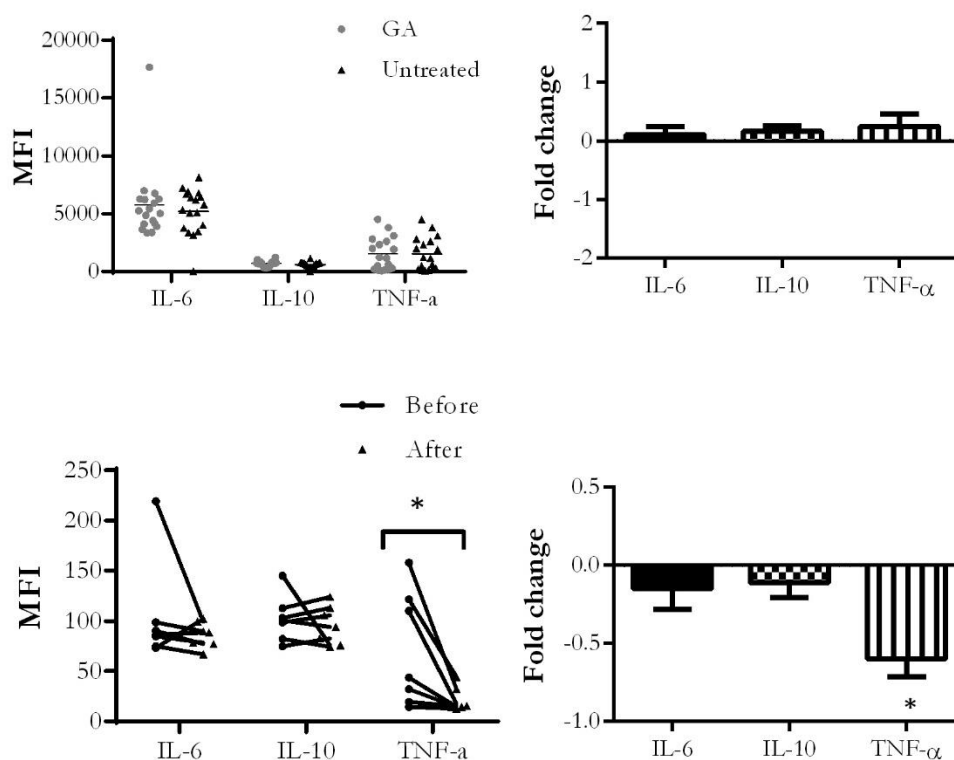 GA
Untreated
MFI
20000
15000
10000
5000
0
IL-6 IL-10 TNF-a
Fold change
2
1
0
-1
-2
IL-6 IL-10 TNF-α
Before
After
MFI
250
200
150
100
50
0
*
IL-6 IL-10 TNF-a
Fold change
0.5
0.0
-0.5
-1.0
*
IL-6 IL-10 TNF-α